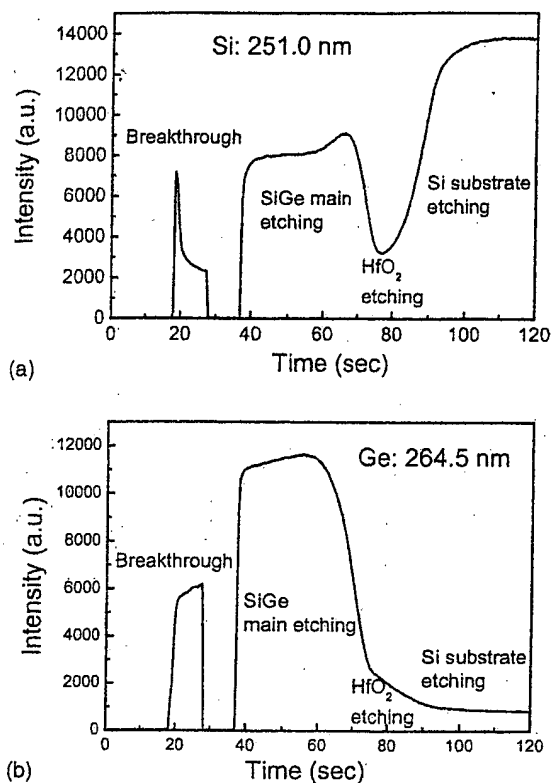 Si: 251.0 nm
Intensity (a.u.)
14000
12000
10000
8000
6000
4000
2000
0
Breakthrough
SiGe main
etching
HfO₂
etching
Si substrate
etching
0 20 40 60 80 100 120
Time (sec)
(a)
Ge: 264.5 nm
Intensity (a.u.)
12000
10000
8000
6000
4000
2000
0
Breakthrough
SiGe
main etching
HfO₂
etching
Si substrate
etching
0 20 40 60 80 100 120
Time (sec)
(b)